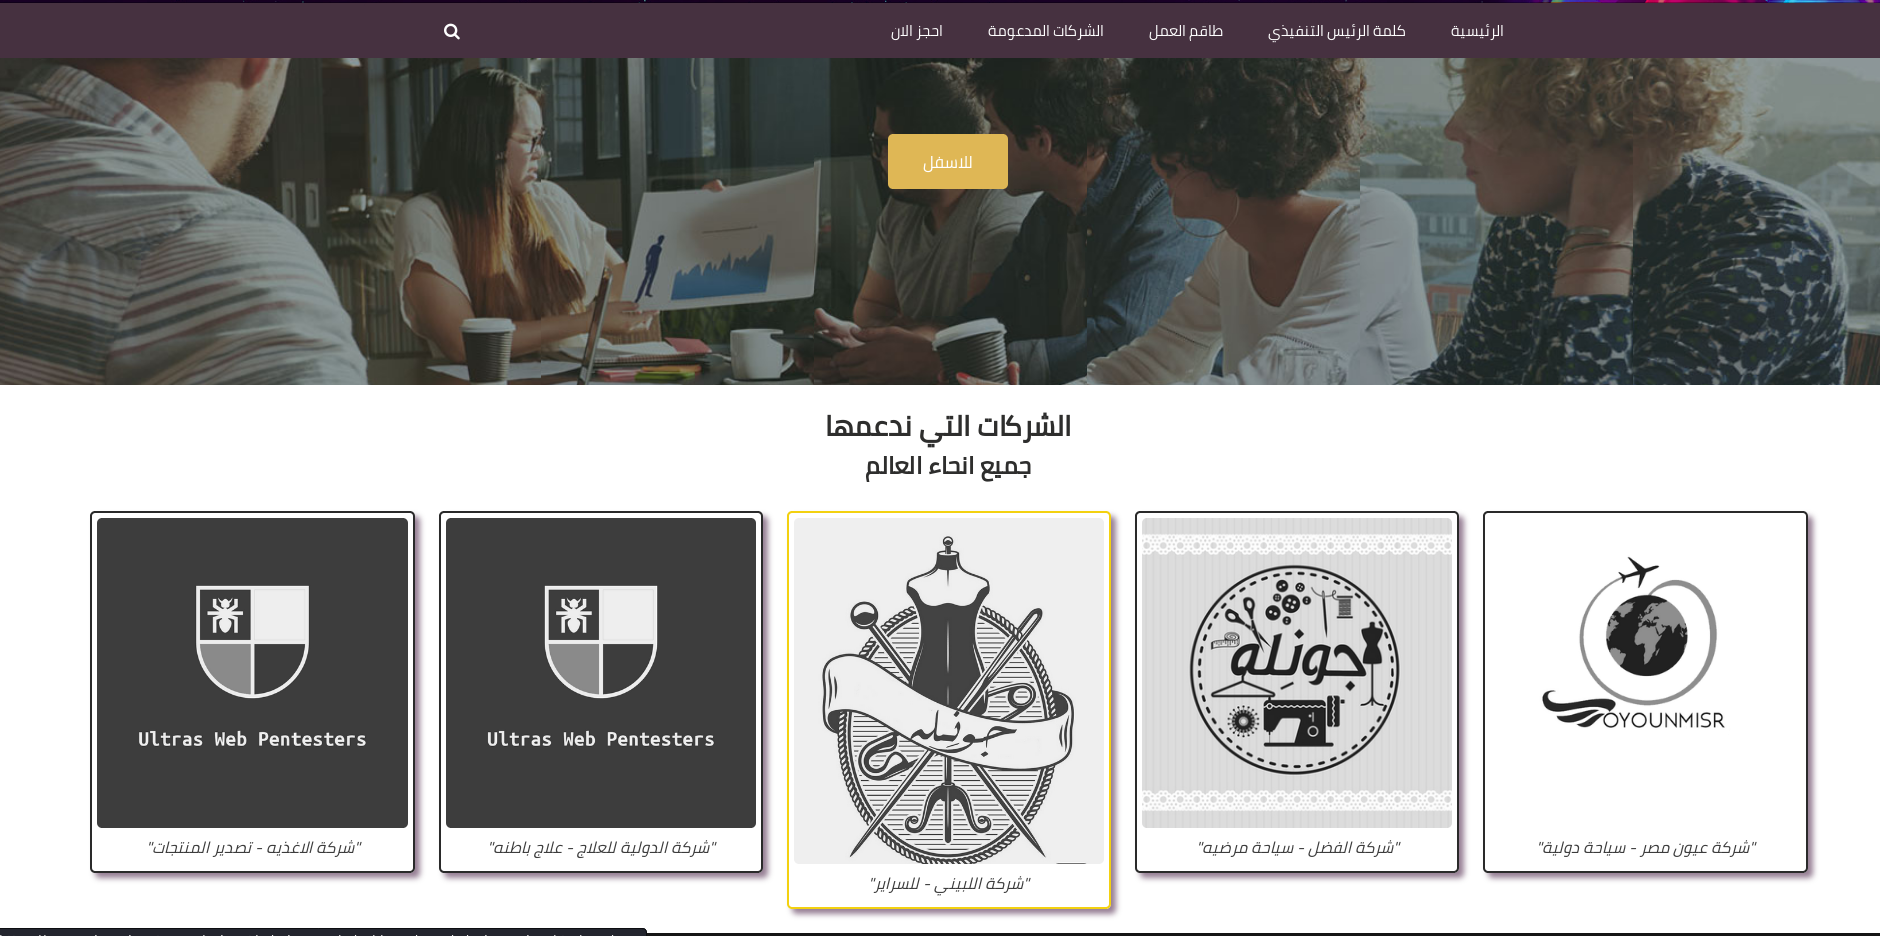 الرئيسية
كلمة الرئيس التنفيذي
طاقم العمل
الشركات المدعومة
احجز الان
للاسفل
الشركات التي ندعمها
جميع انحاء العالم
OYOUNMISR
"شركة عيون مصر - سياحة دولية"
جونله
"شركة الفضل - سياحة مرضيه"
جونله
"شركة اللبيني - للسراير"
Ultras Web Pentesters
"شركة الدولية للعلاج - علاج باطنه"
Ultras Web Pentesters
"شركة الاغذيه - تصدير المنتجات"